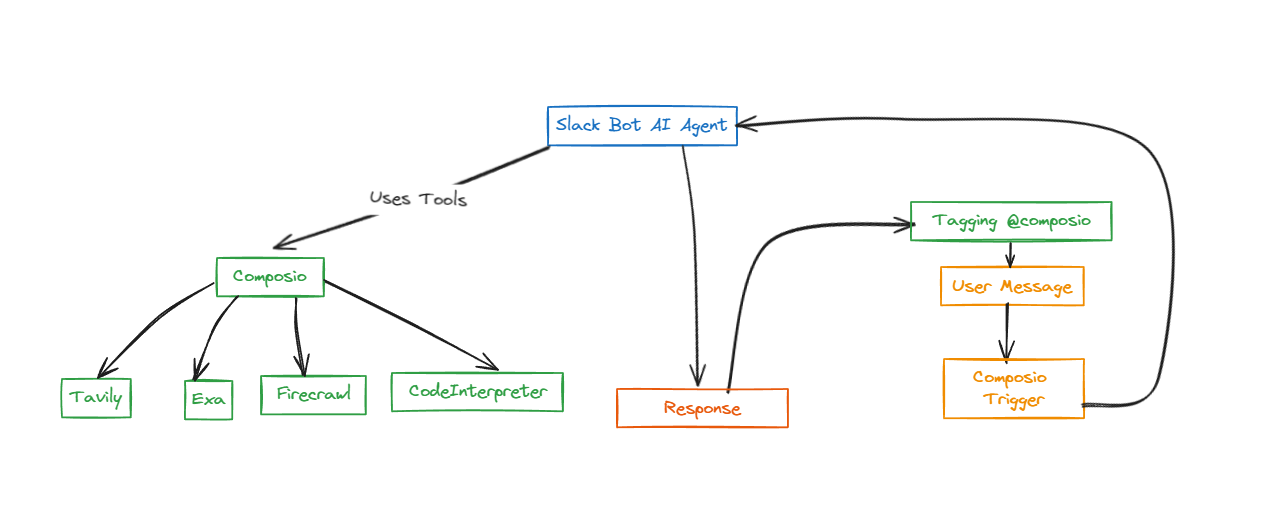 Slack Bot AI Agent
Uses Tools
Tagging @composio
Composio
User Message
Tavily
Exa
Firecrawl
CodeInterpreter
Response
Composio
Trigger